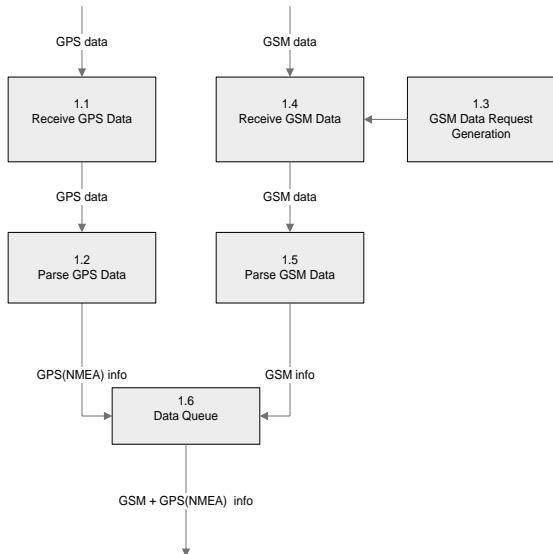 GPS data
GSM data
1.1
Receive GPS Data
1.4
Receive GSM Data
1.3
GSM Data Request
Generation
GPS data
GSM data
1.2
Parse GPS Data
1.5
Parse GSM Data
GPS(NMEA) info
GSM info
1.6
Data Queue
GSM + GPS(NMEA) info